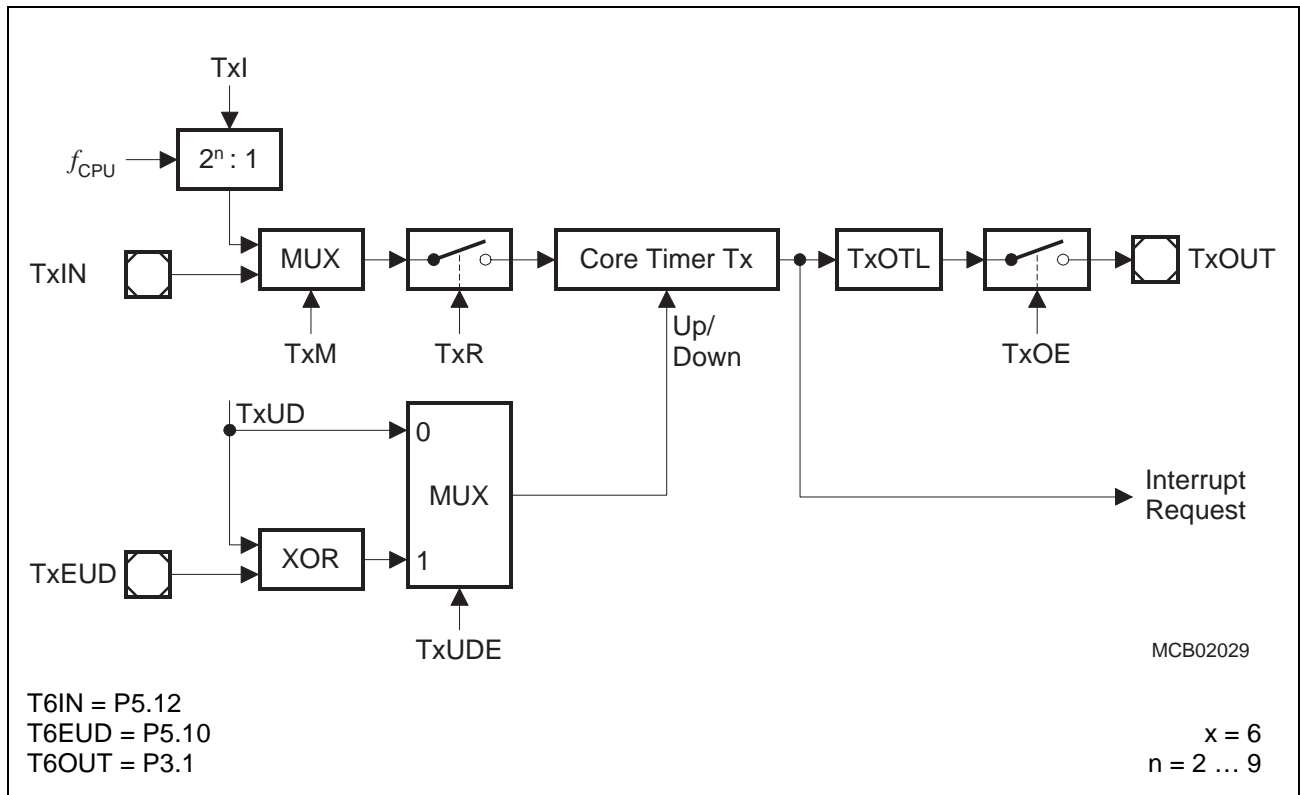 TxI
fCPU
2ⁿ : 1
TxIN
MUX
Core Timer Tx
TxOTL
TxOUT
TxM
TxR
Up/
Down
TxOE
TxUD
0
MUX
Interrupt
Request
TxEUD
XOR
1
TxUDE
MCB02029
T6IN = P5.12
T6EUD = P5.10
x = 6
T6OUT = P3.1
n = 2 … 9